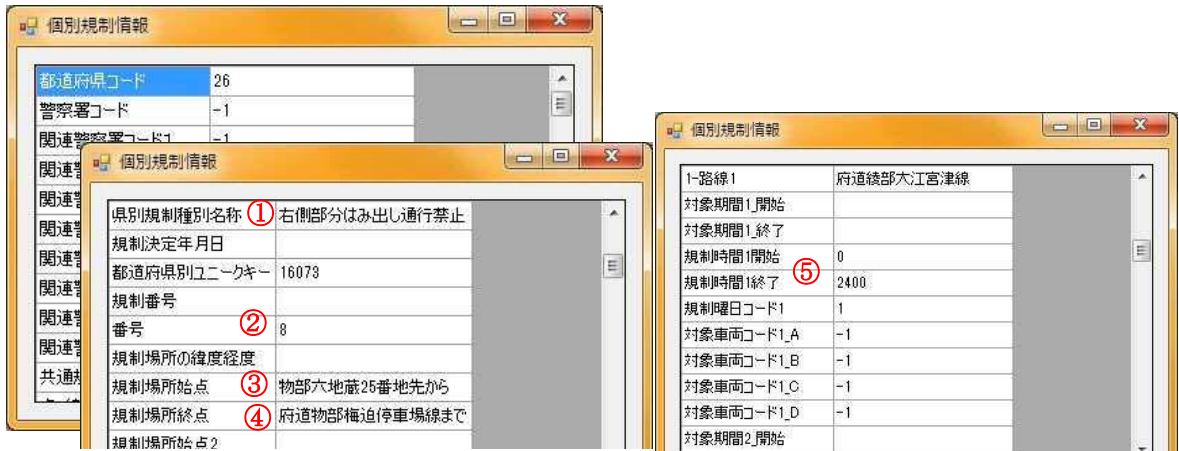 個別規制情報
都道府県コード 26
警察署コード -1
関連警察署コード1 -1
関連警
関連警
関連警
関連警
関連警
関連警
関連警
共通規
個別規制情報
県別規制種別名称 ① 右側部分はみ出し通行禁止
規制決定年月日
都道府県別ユニークキー 16073
規制番号
番号 ② 8
規制場所の緯度経度
規制場所始点 ③ 物部六地蔵25番地先から
規制場所終点 ④ 府道物部梅迫停車場線まで
規制場所始点2
個別規制情報
1-路線1 府道綾部大江宮津線
対象期間1_開始
対象期間1_終了
規制時間1開始 0
⑤
規制時間1終了 2400
規制曜日コード1 1
対象車両コード1_A -1
対象車両コード1_B -1
対象車両コード1_C -1
対象車両コード1_D -1
対象期間2_開始